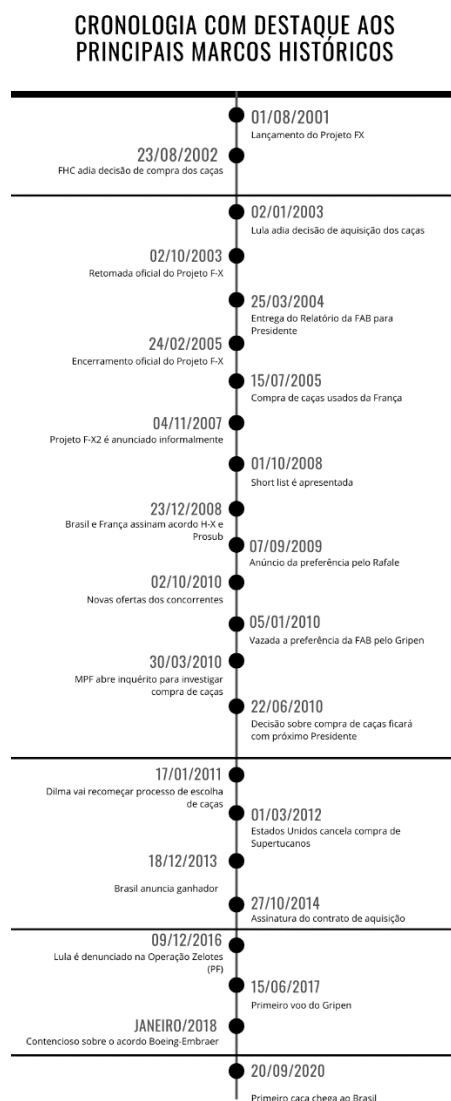 CRONOLOGIA COM DESTAQUE AOS
PRINCIPAIS MARCOS HISTÓRICOS
01/08/2001
Lançamento do Projeto FX
23/08/2002
FHC adia decisão de compra dos caças
02/01/2003
Lula adia decisão de aquisição dos caças
02/10/2003
Retomada oficial do Projeto F-X
25/03/2004
Entrega do Relatório da FAB para
Presidente
24/02/2005
Encerramento oficial do Projeto F-X
15/07/2005
Compra de caças usados da França
04/11/2007
Projeto F-X2 é anunciado informalmente
01/10/2008
Short list é apresentada
23/12/2008
Brasil e França assinam acordo H-X e
Prosub
07/09/2009
Anúncio da preferência pelo Rafale
02/10/2010
Novas ofertas dos concorrentes
05/01/2010
Vazada a preferência da FAB pelo Gripen
30/03/2010
MPF abre inquérito para investigar
compra de caças
22/06/2010
Decisão sobre compra de caças ficará
com próximo Presidente
17/01/2011
Dilma vai recomeçar processo de escolha
de caças
01/03/2012
Estados Unidos cancela compra de
Supertucanos
18/12/2013
Brasil anuncia ganhador
27/10/2014
Assinatura do contrato de aquisição
09/12/2016
Lula é denunciado na Operação Zelotes
(PF)
15/06/2017
Primeiro voo do Gripen
JANEIRO/2018
Contencioso sobre o acordo Boeing-Embraer
20/09/2020
Primeiro caça chega ao Brasil